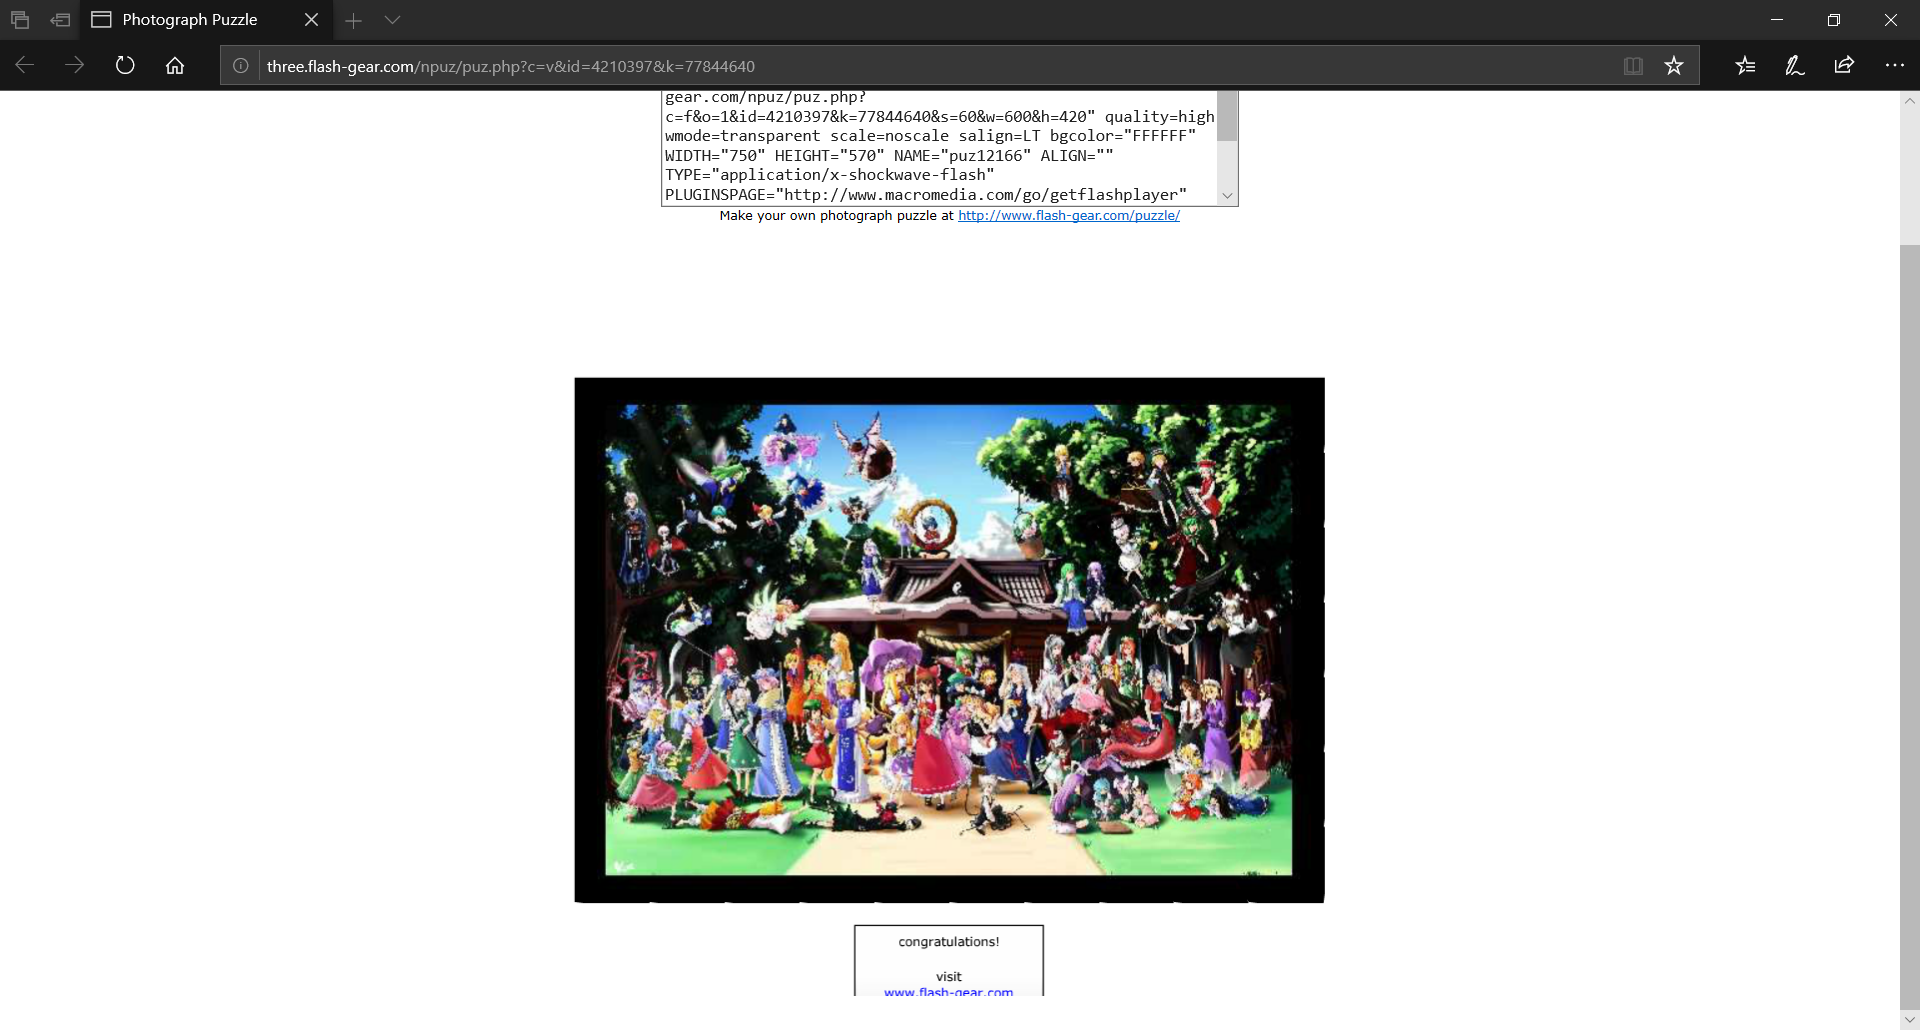 Photograph Puzzle
three.flash-gear.com/npuz/puz.php?c=v&id=4210397&k=77844640
gear.com/npuz/puz.php?
c=f&o=1&id=4210397&k=77844640&s=60&w=600&h=420" quality=high
wmode=transparent scale=noscale salign=LT bgcolor="FFFFFF"
WIDTH="750" HEIGHT="570" NAME="puz12166" ALIGN=""
TYPE="application/x-shockwave-flash"
PLUGINSPAGE="http://www.macromedia.com/go/getflashplayer"
Make your own photograph puzzle at http://www.flash-gear.com/puzzle/
congratulations!
visit
www.flash-gear.com